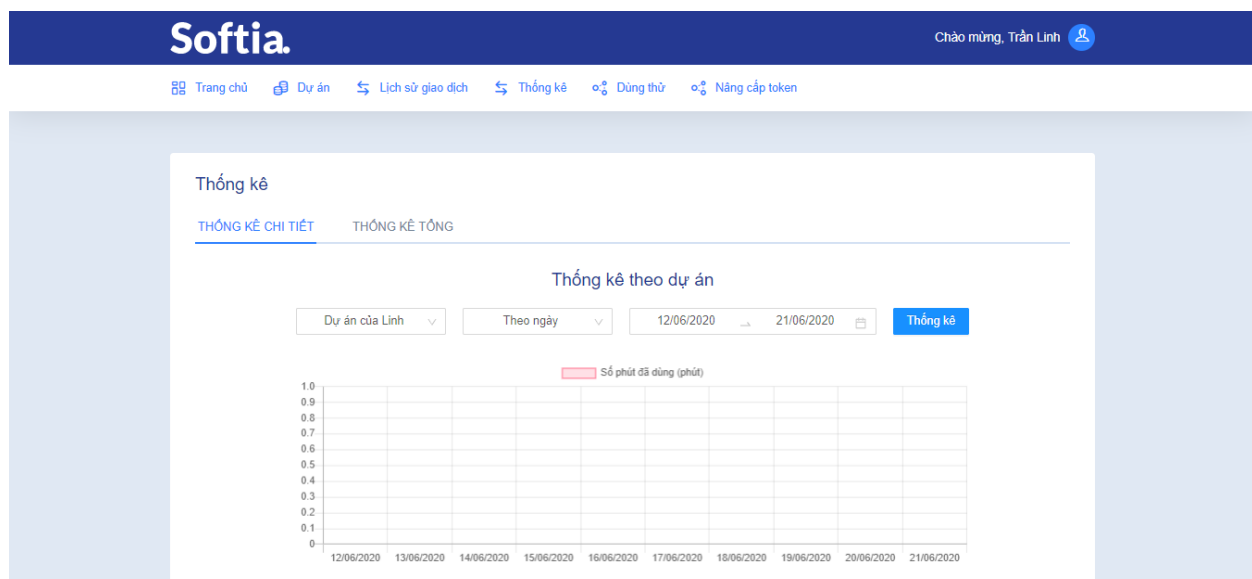 Softia.
Chào mừng, Trần Linh
Trang chủ Dự án Lịch sử giao dịch Thống kê Dùng thử Nâng cấp token
Thống kê
THỐNG KÊ CHI TIẾT THỐNG KÊ TỔNG
Thống kê theo dự án
Dự án của Linh Theo ngày 12/06/2020 21/06/2020 Thống kê
Số phút đã dùng (phút)
1.0
0.9
0.8
0.7
0.6
0.5
0.4
0.3
0.2
0.1
0
12/06/2020 13/06/2020 14/06/2020 15/06/2020 16/06/2020 17/06/2020 18/06/2020 19/06/2020 20/06/2020 21/06/2020